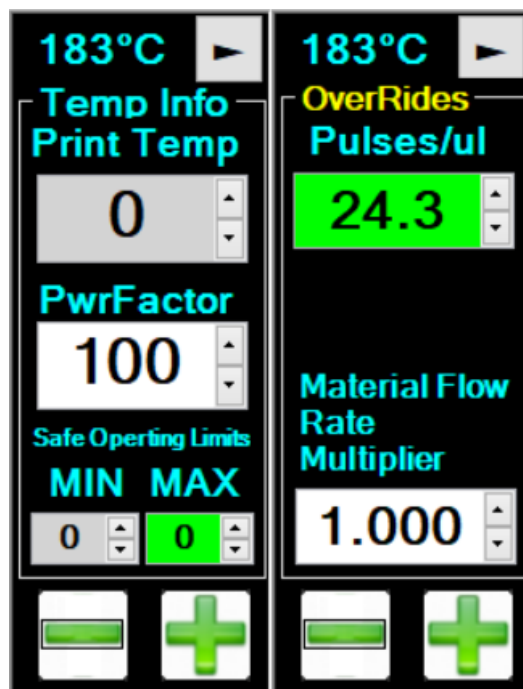 183°C
Temp Info
Print Temp
0
PwrFactor
100
Safe Operting Limits
MIN MAX
0 0
183°C
OverRides
Pulses/ul
24.3
Material Flow
Rate
Multiplier
1.000